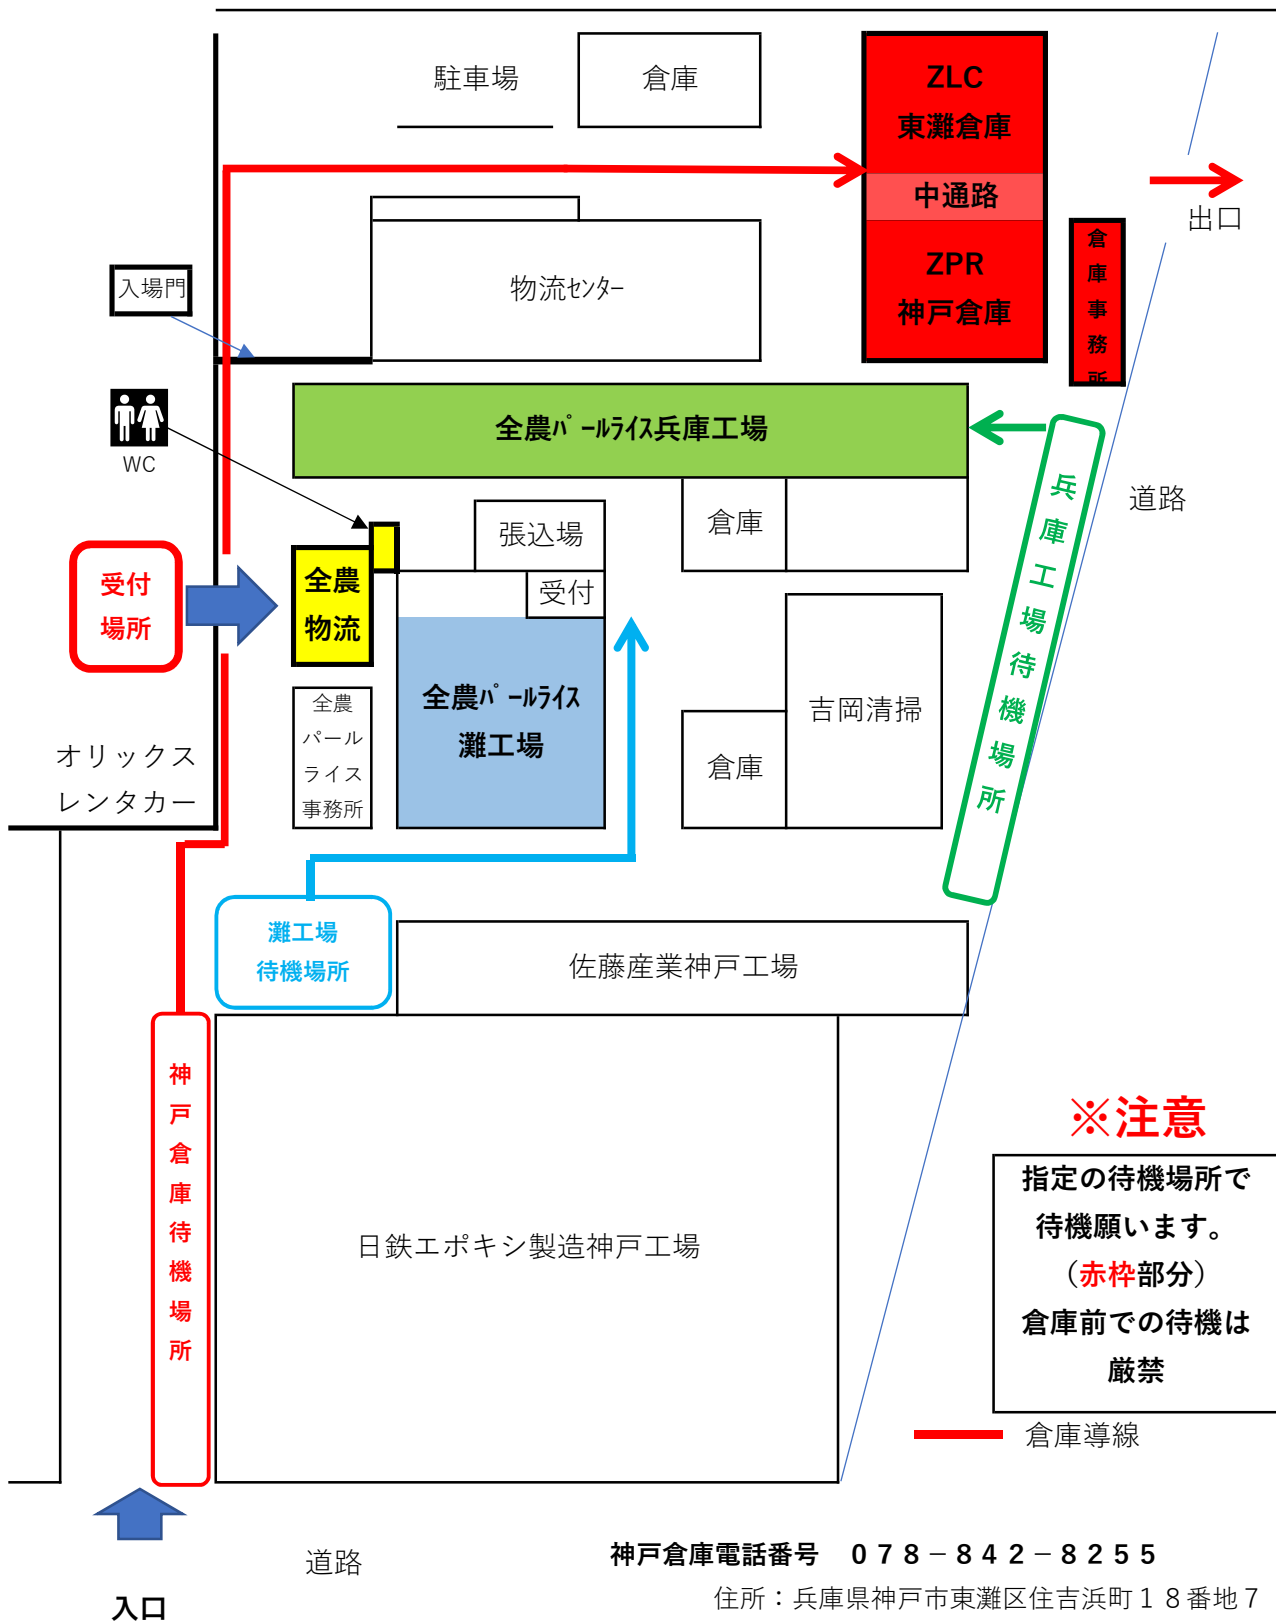 駐車場
倉庫
ZLC
東灘倉庫
中通路
ZPR
神戸倉庫
出口
倉庫事務所
物流ｾﾝﾀｰ
入場門
WC
全農ﾊﾟｰﾙﾗｲｽ兵庫工場
兵庫工場待機場所
道路
張込場
倉庫
受付
受付
場所
全農
物流
全農ﾊﾟｰﾙﾗｲｽ
灘工場
全農
パール
ライス
事務所
吉岡清掃
倉庫
オリックス
レンタカー
灘工場
待機場所
佐藤産業神戸工場
神戸倉庫待機場所
日鉄エポキシ製造神戸工場
※注意
指定の待機場所で
待機願います。
（赤枠部分）
倉庫前での待機は
厳禁
倉庫導線
道路
入口
神戸倉庫電話番号　０７８－８４２－８２５５
住所：兵庫県神戸市東灘区住吉浜町１８番地７